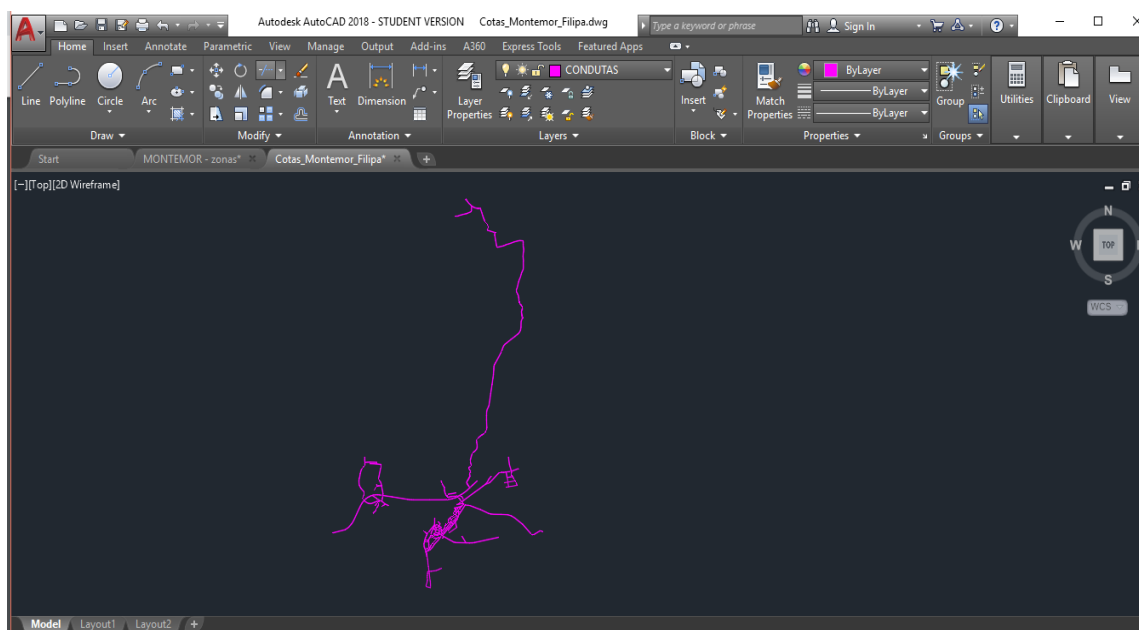 Autodesk AutoCAD 2018 - STUDENT VERSION Cotas_Montemor_Filipa.dwg Type a keyword or phrase Sign In
Home Insert Annotate Parametric View Manage Output Add-ins A360 Express Tools Featured Apps
Line Polyline Circle Arc Text Dimension Layer Properties CONDUTAS Insert Match Properties ByLayer Group Utilities Clipboard View
ByLayer
ByLayer
Draw Modify Annotation Layers Block Properties Groups
Start MONTEMOR - zonas* Cotas_Montemor_Filipa* +
[−][Top][2D Wireframe]
N
W TOP
S
WCS
Model Layout1 Layout2 +